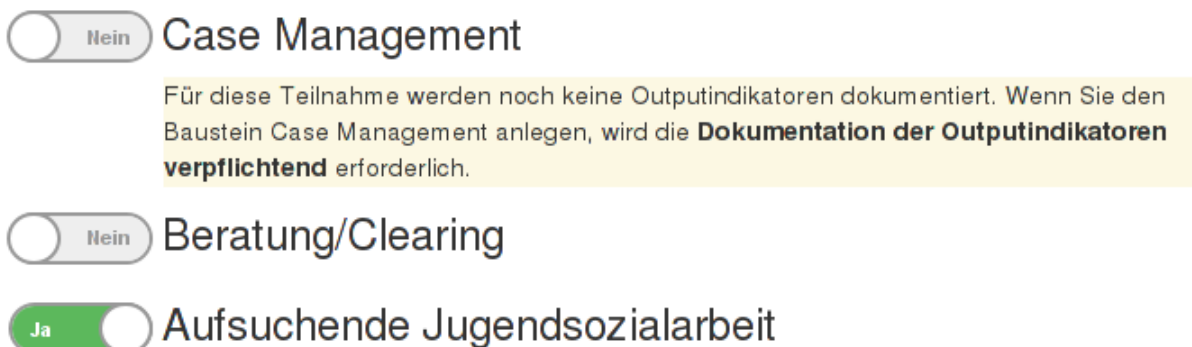 Nein Case Management
Für diese Teilnahme werden noch keine Outputindikatoren dokumentiert. Wenn Sie den
Baustein Case Management anlegen, wird die Dokumentation der Outputindikatoren
verpflichtend erforderlich.
Nein Beratung/Clearing
Ja Aufsuchende Jugendsozialarbeit